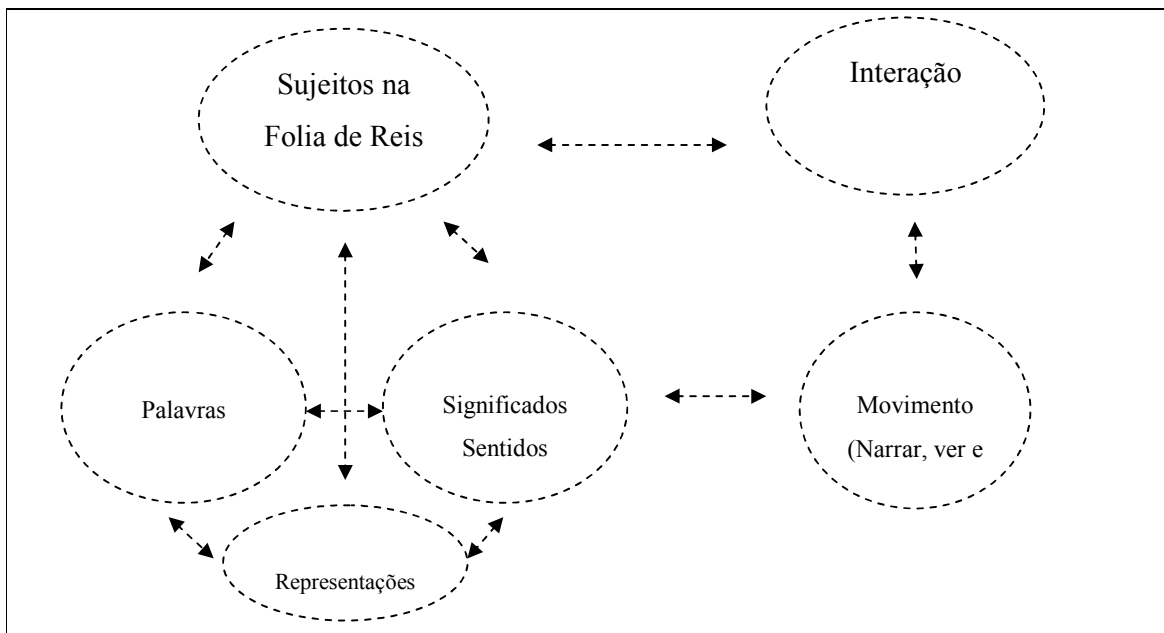 Sujeitos na
Folia de Reis
Interação
Palavras
Significados
Sentidos
Movimento
(Narrar, ver e
Representações